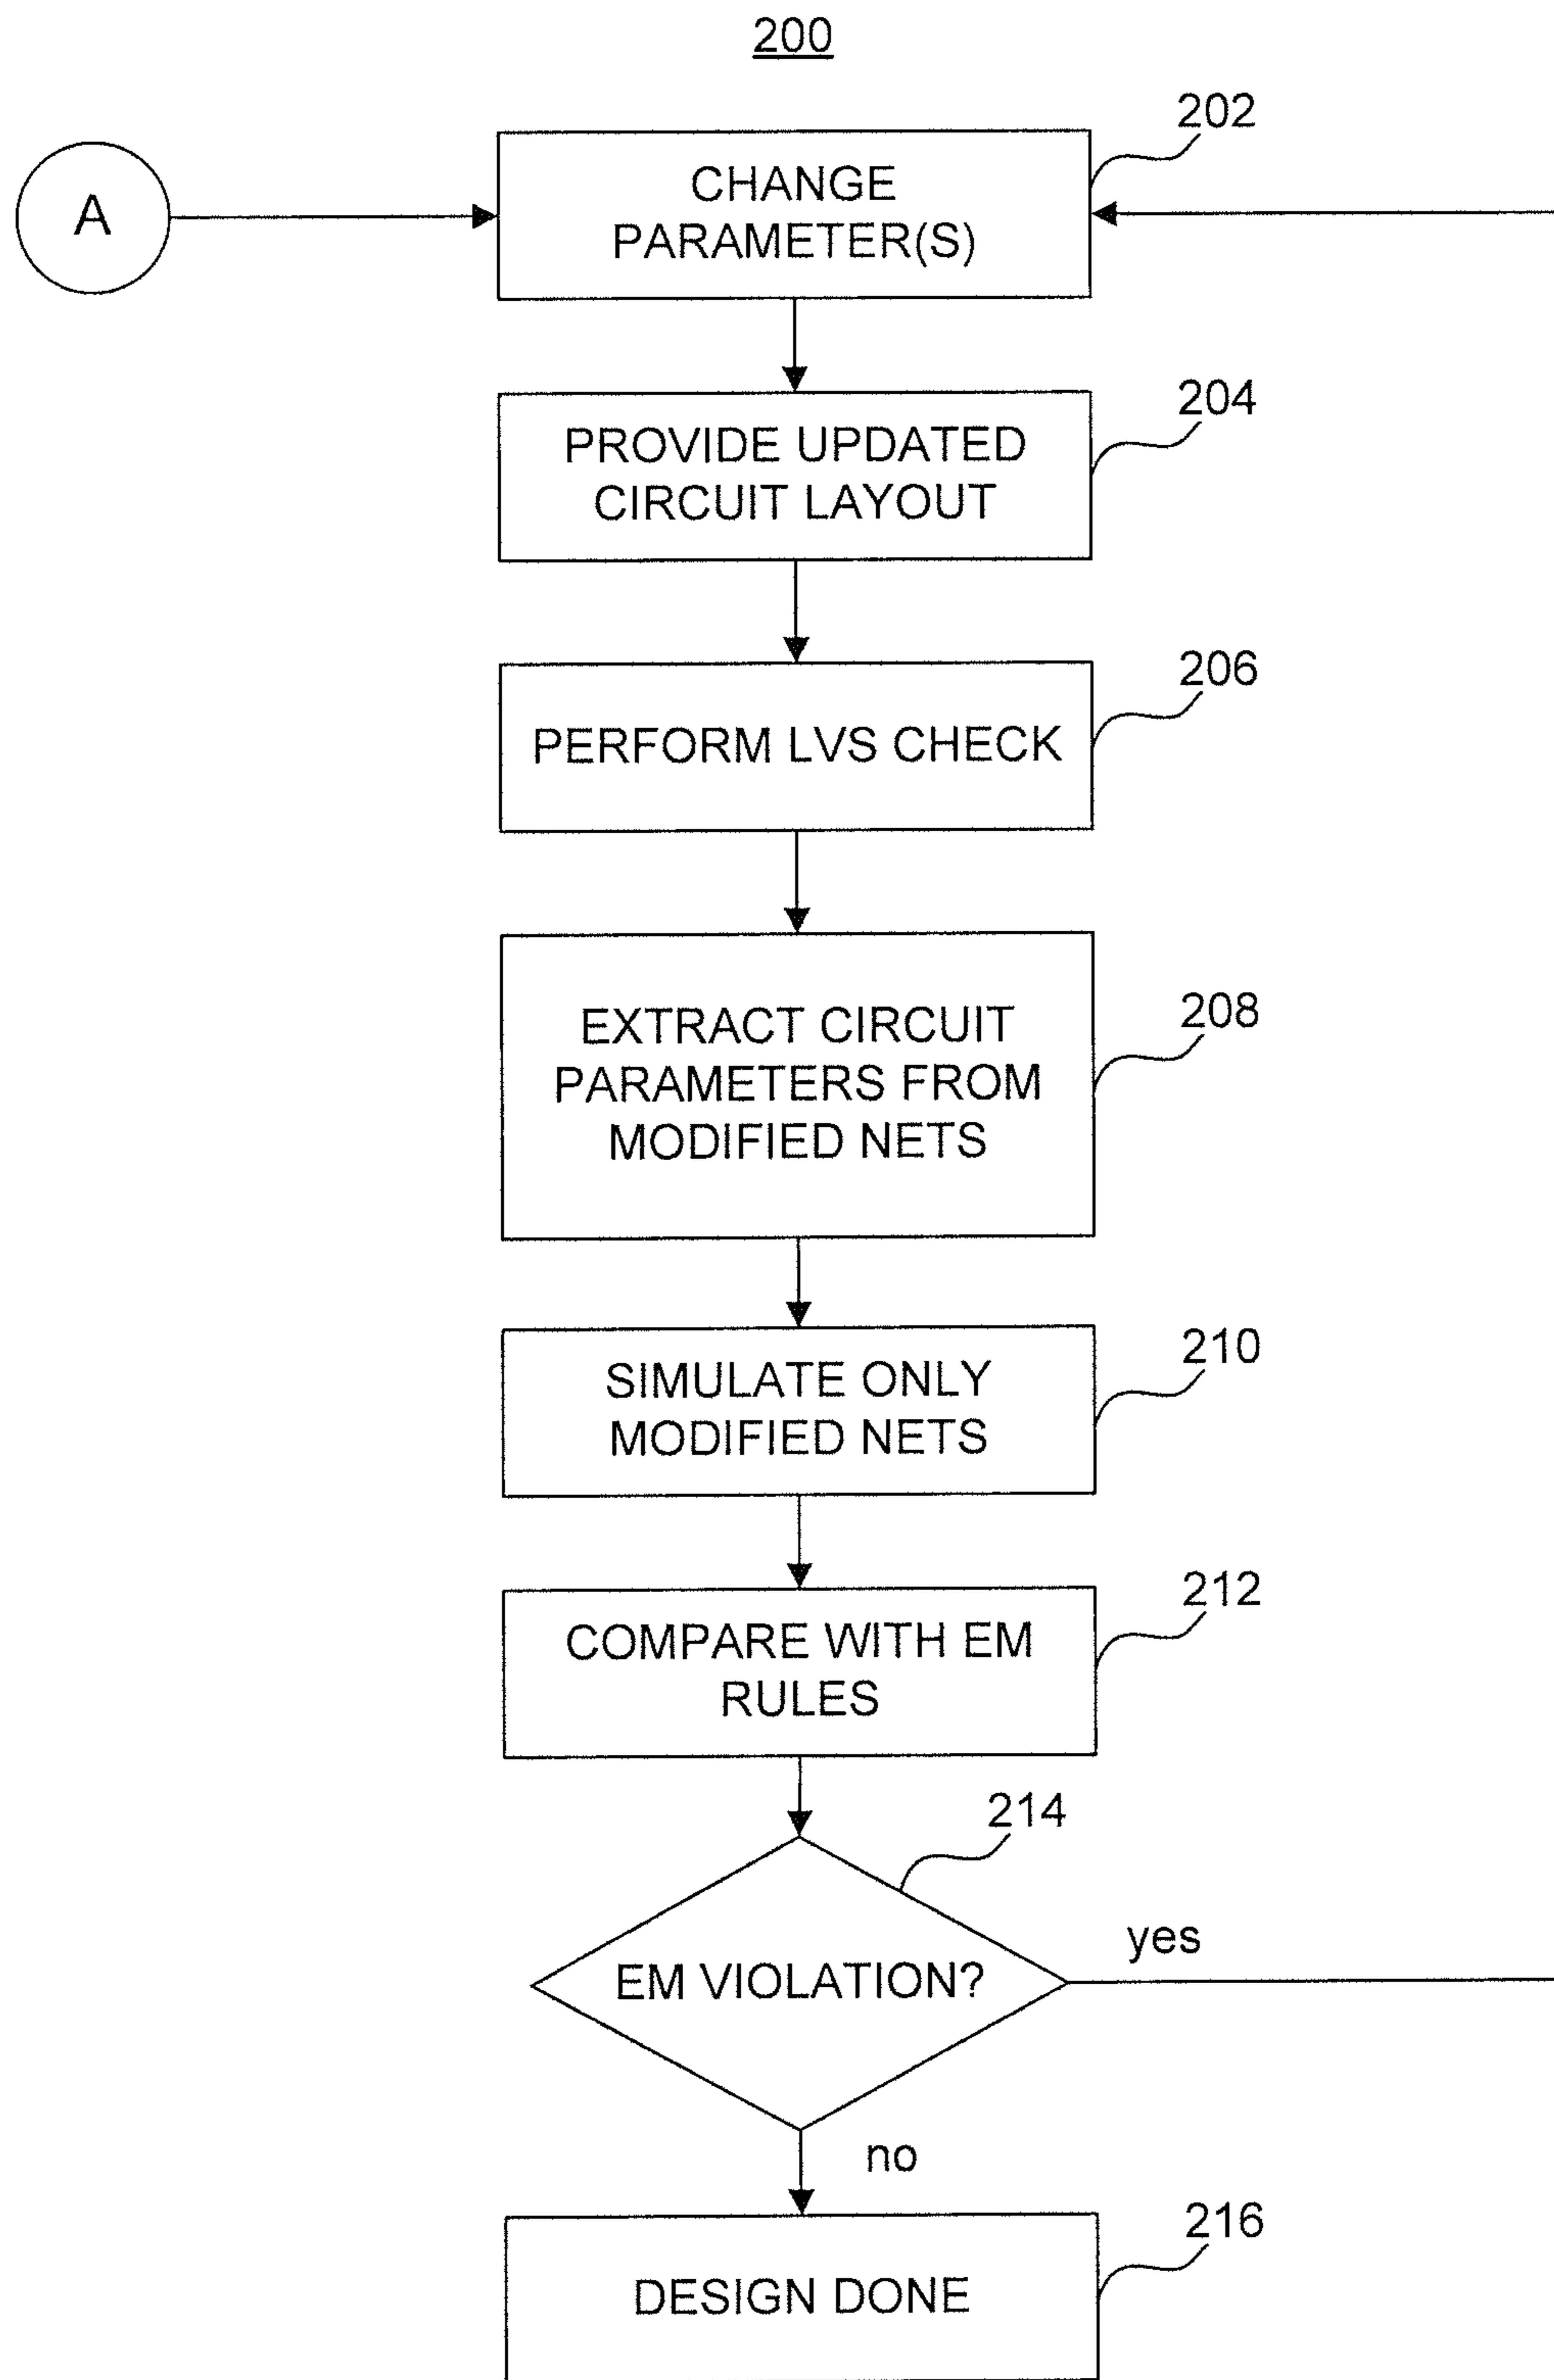 200
202
A
CHANGE
PARAMETER(S)
204
PROVIDE UPDATED
CIRCUIT LAYOUT
206
PERFORM LVS CHECK
208
EXTRACT CIRCUIT
PARAMETERS FROM
MODIFIED NETS
210
SIMULATE ONLY
MODIFIED NETS
212
COMPARE WITH EM
RULES
214
EM VIOLATION?
yes
no
216
DESIGN DONE